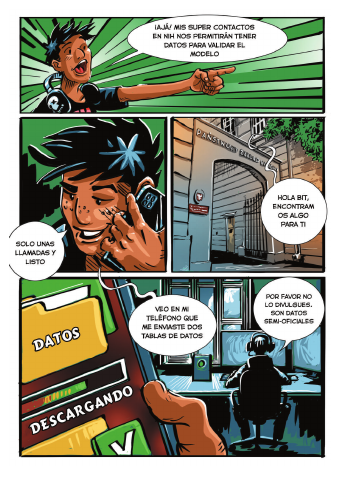 ¡AJÁ! MIS SUPER CONTACTOS
EN NIH NOS PERMITIRÁN TENER
DATOS PARA VALIDAR EL
MODELO
SOLO UNAS
LLAMADAS Y
LISTO
HOLA BIT,
ENCONTRAM
OS ALGO
PARA TI
DATOS
DESCARGANDO
VEO EN MI
TELÉFONO QUE
ME ENVIASTE DOS
TABLAS DE DATOS
POR FAVOR NO
LO DIVULGUES.
SON DATOS
SEMI-OFICIALES